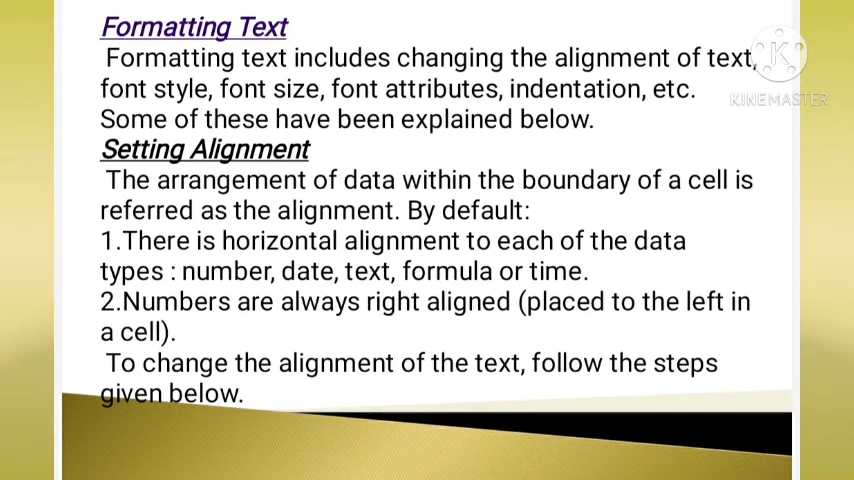 Formatting Text
Formatting text includes changing the alignment of text,
font style, font size, font attributes, indentation, etc.
Some of these have been explained below.
Setting Alignment
The arrangement of data within the boundary of a cell is
referred as the alignment. By default:
1.There is horizontal alignment to each of the data
types : number, date, text, formula or time.
2.Numbers are always right aligned (placed to the left in
a cell).
To change the alignment of the text, follow the steps
given below.
K
KINEMASTER